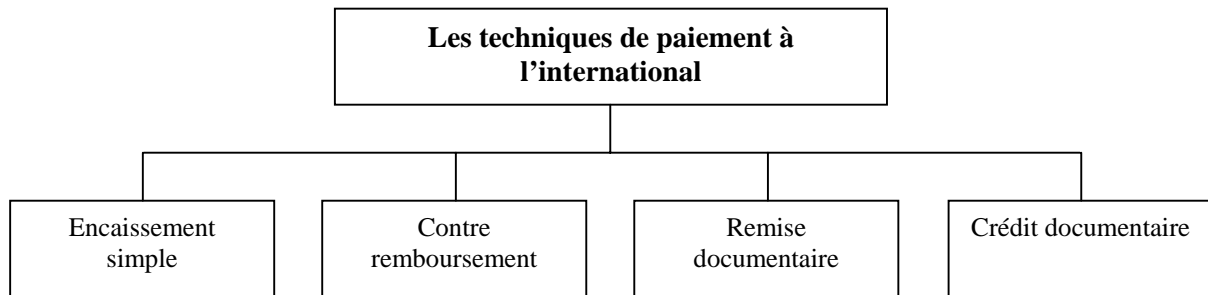 Les techniques de paiement à
l’international
Encaissement
simple
Contre
remboursement
Remise
documentaire
Crédit documentaire